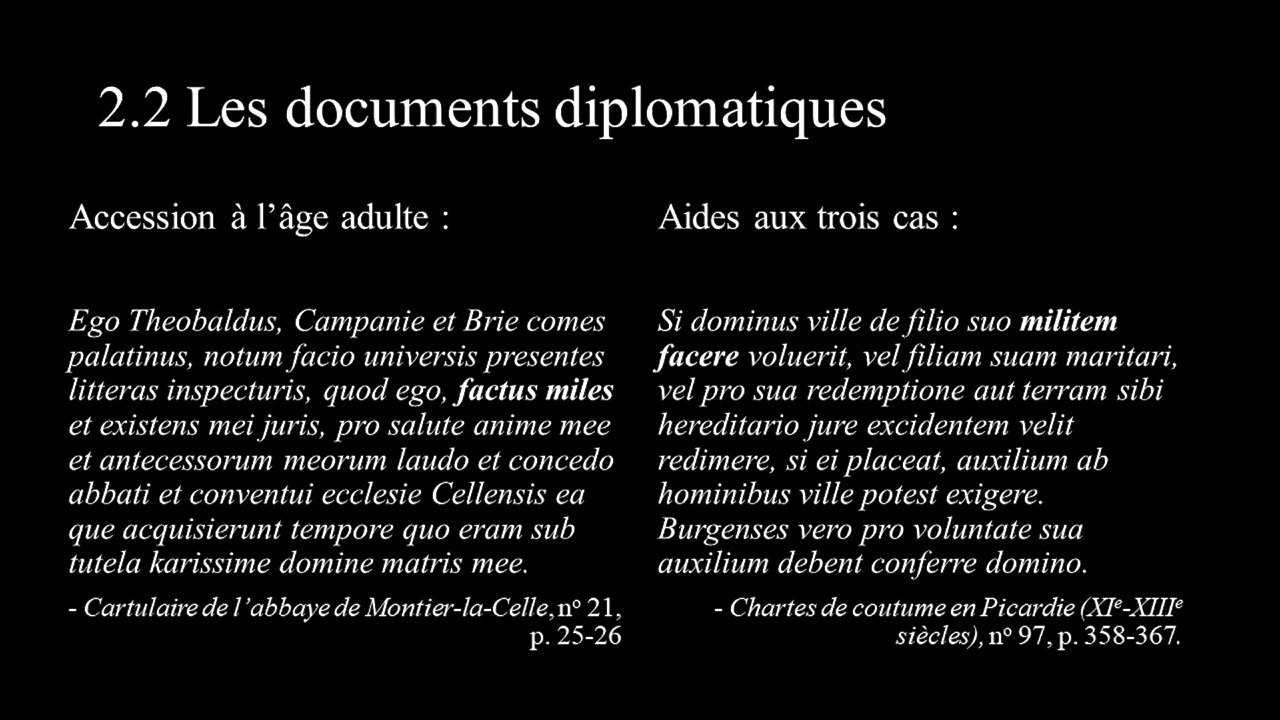 2.2 Les documents diplomatiques
Accession à l’âge adulte :
Ego Theobaldus, Campanie et Brie comes
palatinus, notum facio universis presentes
litteras inspecturis, quod ego, factus miles
et existens mei juris, pro salute anime mee
et antecessorum meorum laudo et concedo
abbati et conventui ecclesie Cellensis ea
que acquisierunt tempore quo eram sub
tutela karissime domine matris mee.
- Cartulaire de l’abbaye de Montier-la-Celle, nº 21,
p. 25-26
Aides aux trois cas :
Si dominus ville de filio suo militem
facere voluerit, vel filiam suam maritari,
vel pro sua redemptione aut terram sibi
hereditario jure excidentem velit
redimere, si ei placeat, auxilium ab
hominibus ville potest exigere.
Burgenses vero pro voluntate sua
auxilium debent conferre domino.
- Chartes de coutume en Picardie (XIᵉ-XIIIᵉ
siècles), nº 97, p. 358-367.